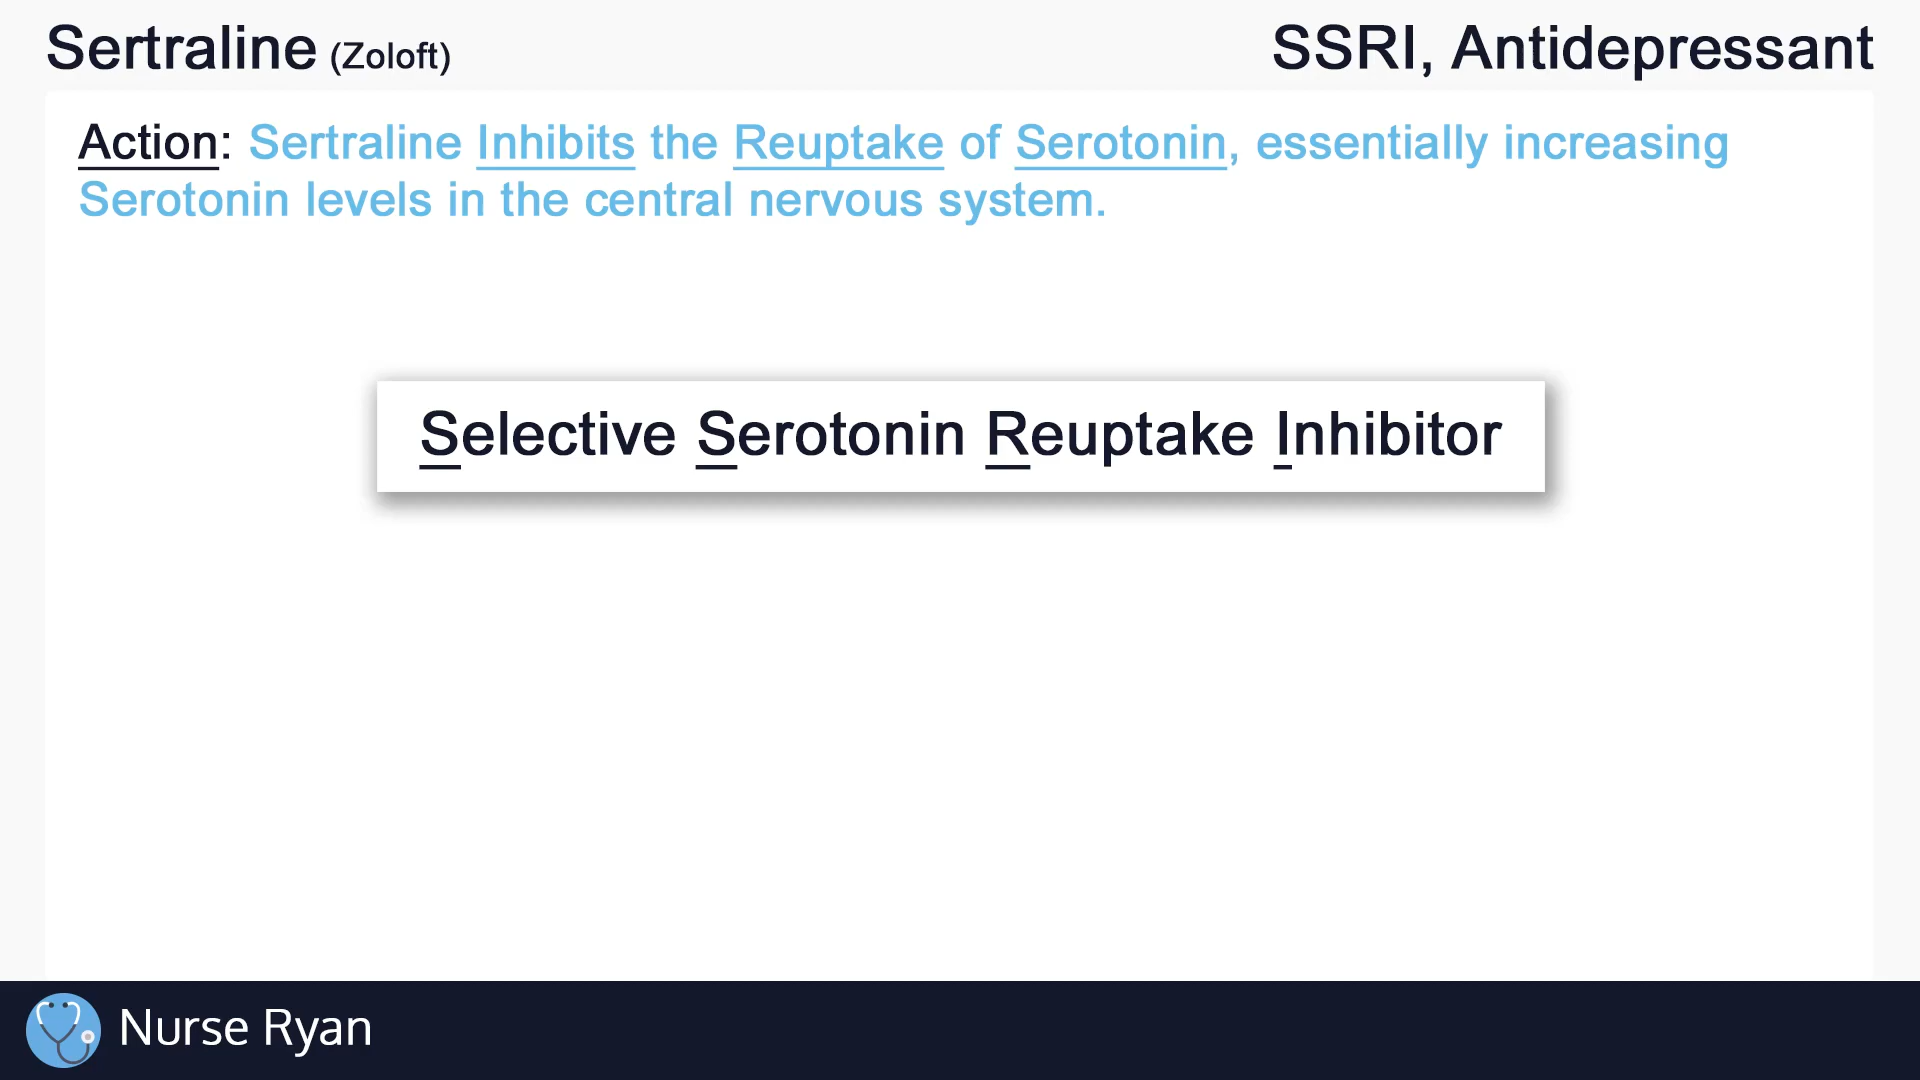 Sertraline (Zoloft)
SSRI, Antidepressant
Action: Sertraline Inhibits the Reuptake of Serotonin, essentially increasing
Serotonin levels in the central nervous system.
Selective Serotonin Reuptake Inhibitor
Nurse Ryan